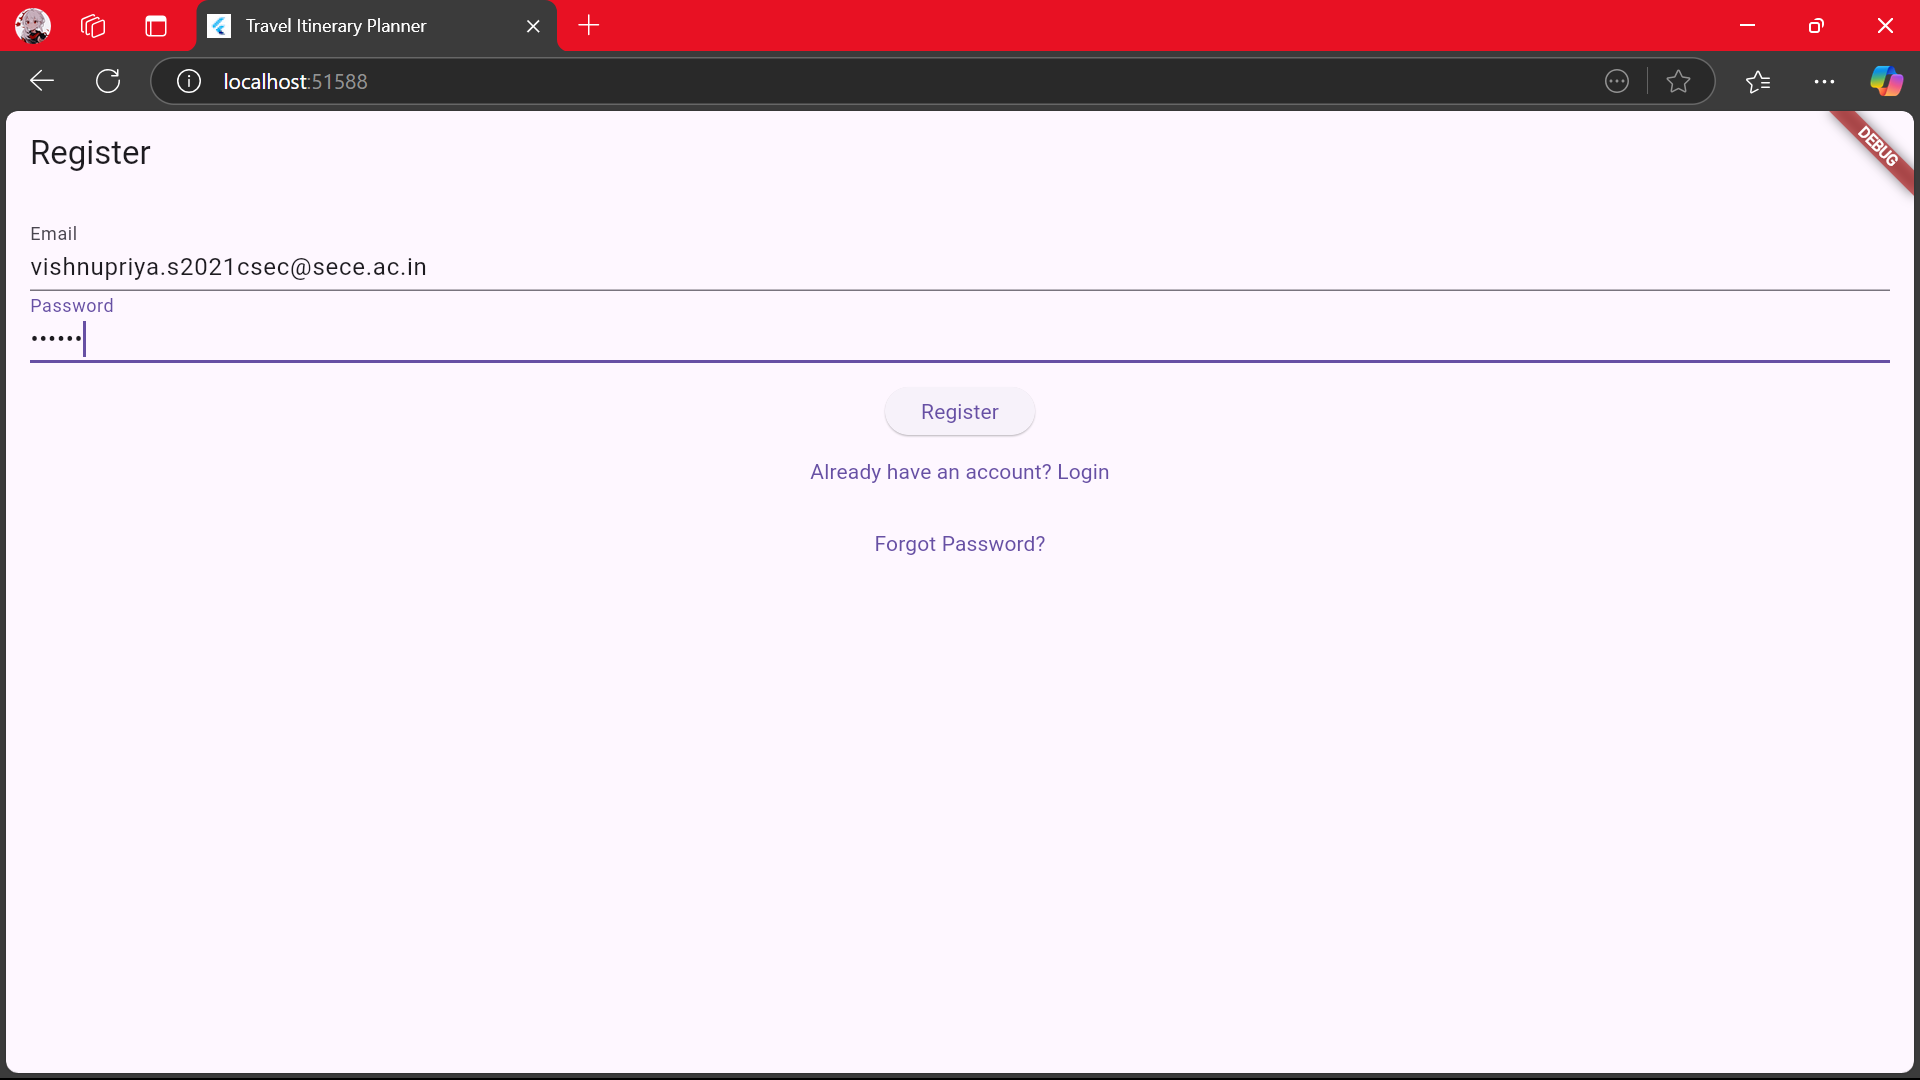 Travel Itinerary Planner
localhost:51588
DEBUG
Register
Email
vishnupriya.s2021csec@sece.ac.in
Password
••••••
Register
Already have an account? Login
Forgot Password?